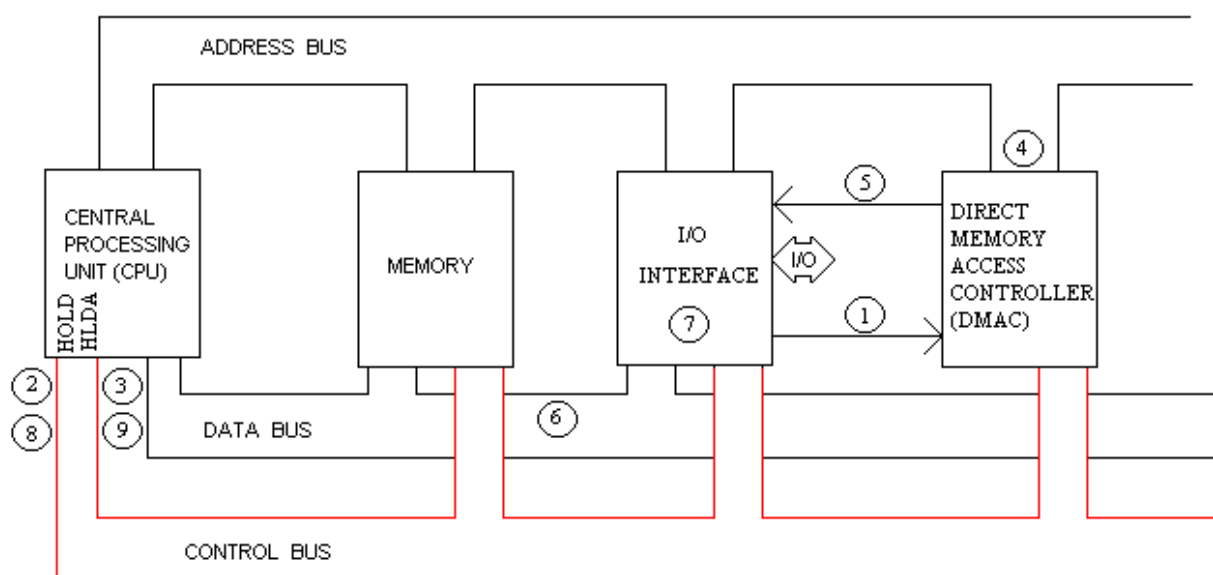 ADDRESS BUS
CENTRAL
PROCESSING
UNIT (CPU)
HOLD
HLDA
MEMORY
I/O
INTERFACE
7
5
I/O
1
4
DIRECT
MEMORY
ACCESS
CONTROLLER
(DMAC)
2
3
8
9
6
DATA BUS
CONTROL BUS